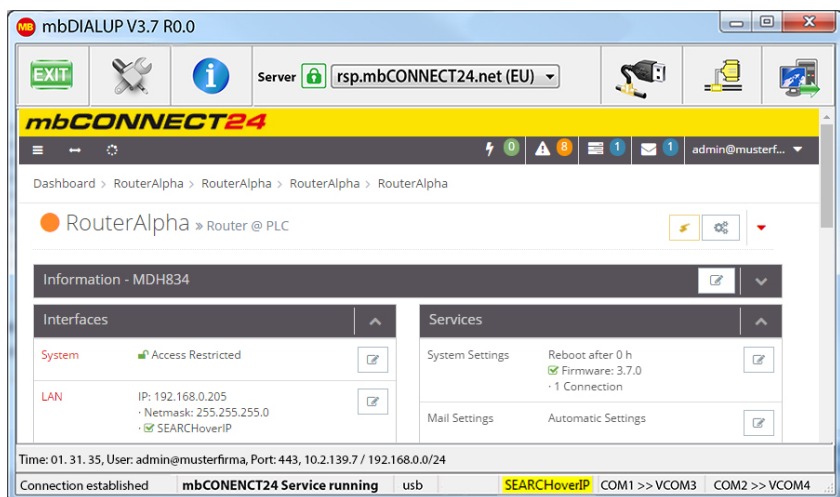 MB mbDIALUP V3.7 R0.0
EXIT
Server rsp.mbCONNECT24.net (EU)
mbCONNECT24
0 8 1 1 admin@musterf...
Dashboard > RouterAlpha > RouterAlpha > RouterAlpha > RouterAlpha
RouterAlpha » Router @ PLC
Information - MDH834
Interfaces
System Access Restricted
LAN IP: 192.168.0.205
· Netmask: 255.255.255.0
· SEARCHoverIP
Services
System Settings Reboot after 0 h
Firmware: 3.7.0
· 1 Connection
Mail Settings Automatic Settings
Time: 01. 31. 35, User: admin@musterfirma, Port: 443, 10.2.139.7 / 192.168.0.0/24
Connection established mbCONENCT24 Service running usb SEARCHoverIP COM1 >> VCOM3 COM2 >> VCOM4